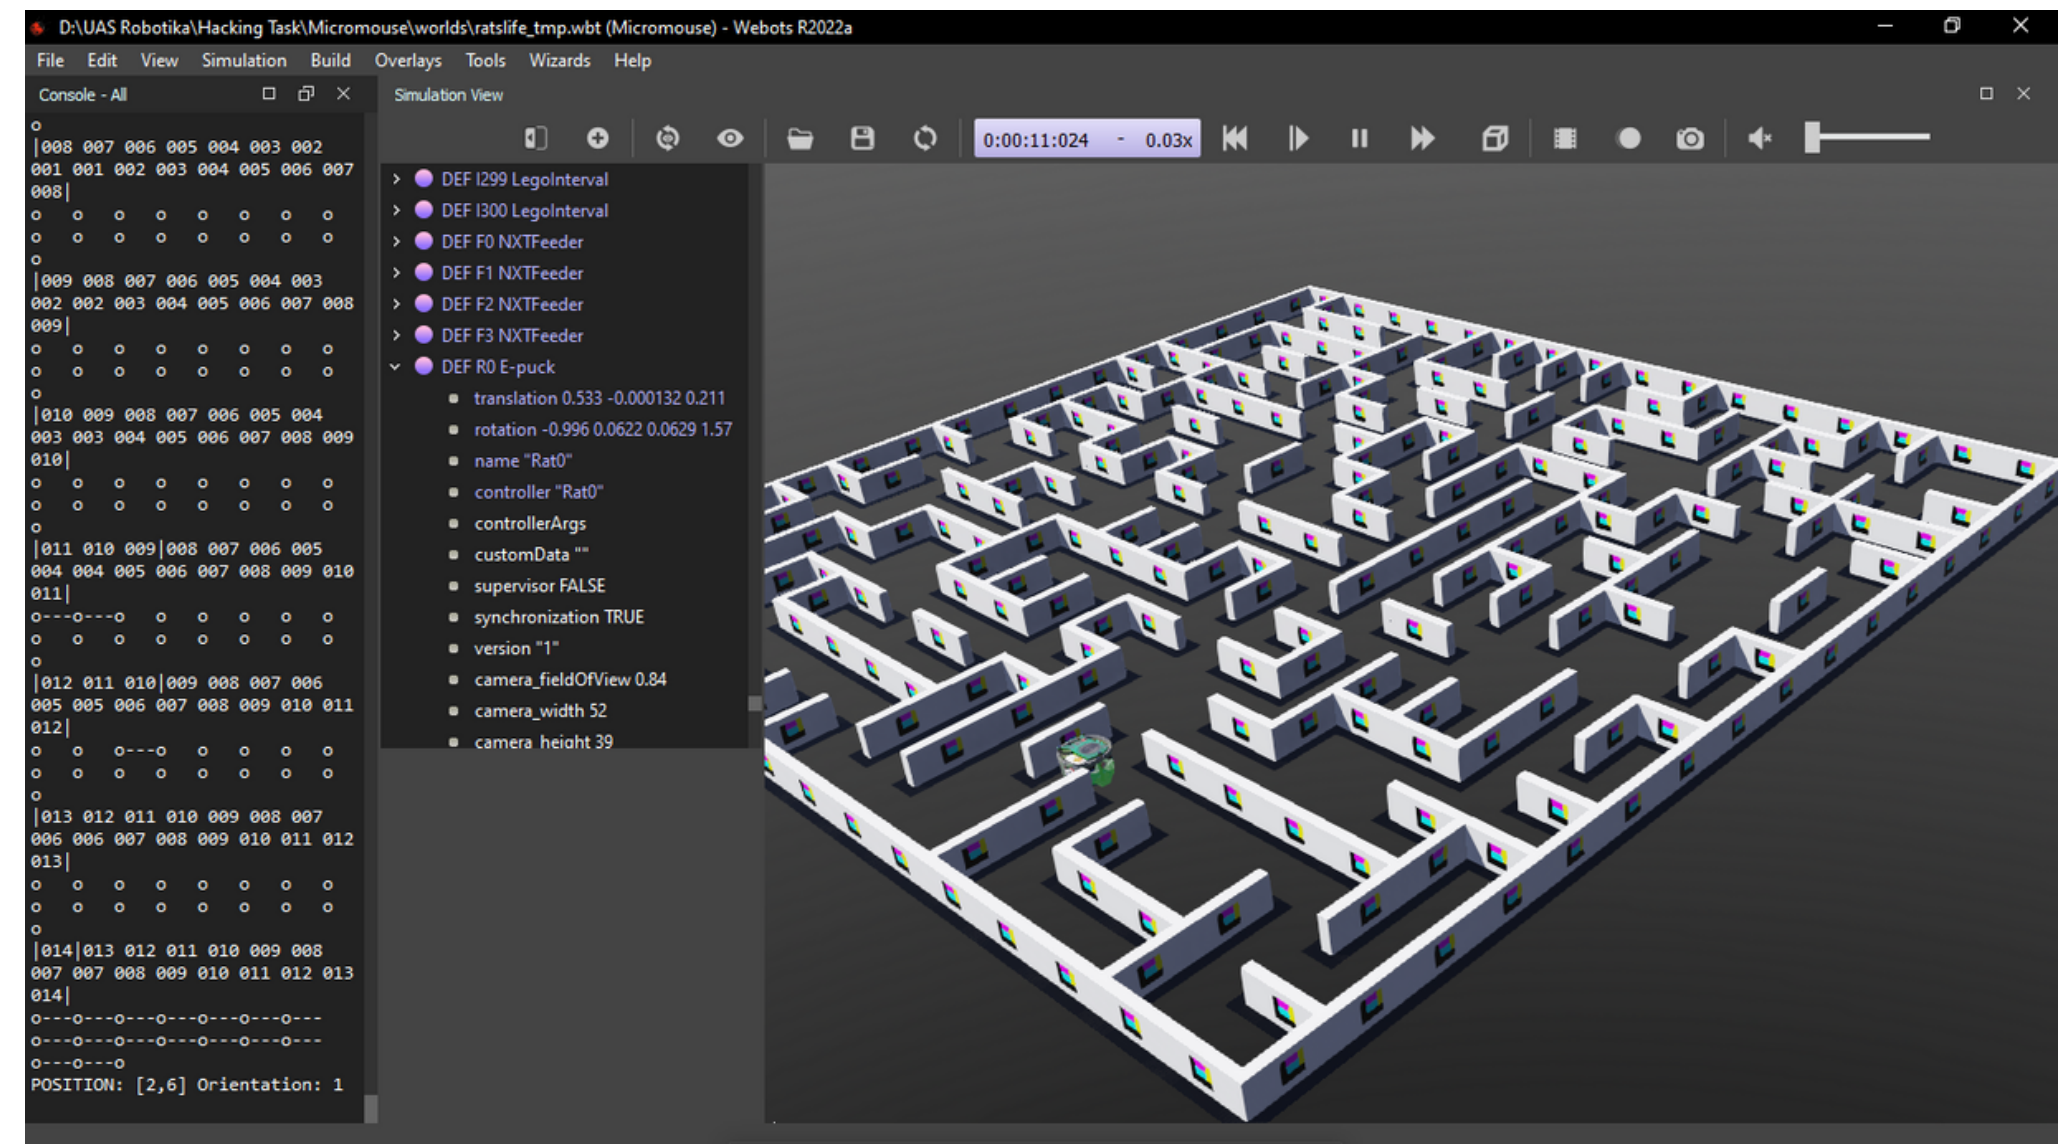 D:\UAS Robotika\Hacking Task\Micromouse\worlds\ratslife_tmp.wbt (Micromouse) - Webots R2022a
File Edit View Simulation Build Overlays Tools Wizards Help
Console - All
o
|008 007 006 005 004 003 002
001 001 002 003 004 005 006 007
008|
o o o o o o o o
o o o o o o o o
o
|009 008 007 006 005 004 003
002 002 003 004 005 006 007 008
009|
o o o o o o o o
o o o o o o o o
o
|010 009 008 007 006 005 004
003 003 004 005 006 007 008 009
010|
o o o o o o o o
o o o o o o o o
o
|011 010 009|008 007 006 005
004 004 005 006 007 008 009 010
011|
o---o---o o o o o o
o o o o o o o o
o
|012 011 010|009 008 007 006
005 005 006 007 008 009 010 011
012|
o o o---o o o o o
o o o o o o o o
o
|013 012 011 010 009 008 007
006 006 007 008 009 010 011 012
013|
o o o o o o o o
o o o o o o o o
o
|014|013 012 011 010 009 008
007 007 008 009 010 011 012 013
014|
o---o---o---o---o---o---o---
o---o---o---o---o---o---o---
o---o---o
POSITION: [2,6] Orientation: 1
Simulation View
0:00:11:024 - 0.03x
DEF I299 LegoInterval
DEF I300 LegoInterval
DEF F0 NXTFeeder
DEF F1 NXTFeeder
DEF F2 NXTFeeder
DEF F3 NXTFeeder
DEF R0 E-puck
translation 0.533 -0.000132 0.211
rotation -0.996 0.0622 0.0629 1.57
name "Rat0"
controller "Rat0"
controllerArgs
customData ""
supervisor FALSE
synchronization TRUE
version "1"
camera_fieldOfView 0.84
camera_width 52
camera_height 39